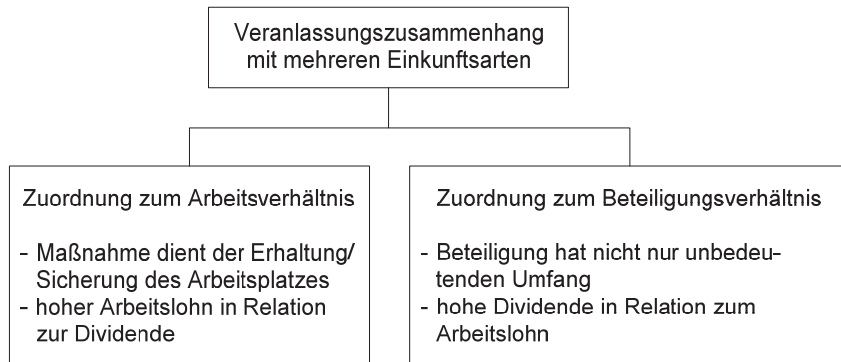 Veranlassungszusammenhang
mit mehreren Einkunftsarten
Zuordnung zum Arbeitsverhältnis
- Maßnahme dient der Erhaltung/
Sicherung des Arbeitsplatzes
- hoher Arbeitslohn in Relation
zur Dividende
Zuordnung zum Beteiligungsverhältnis
- Beteiligung hat nicht nur unbedeu-
tenden Umfang
- hohe Dividende in Relation zum
Arbeitslohn